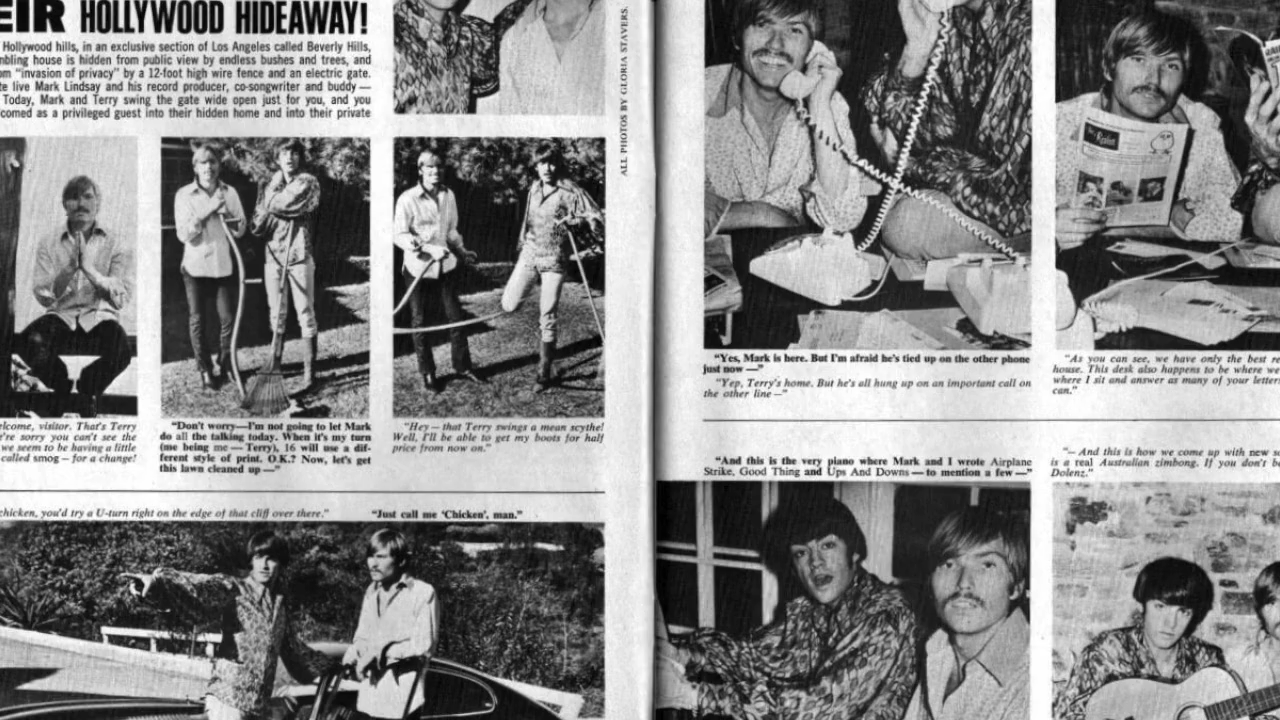 EIR HOLLYWOOD HIDEAWAY!
Hollywood hills, in an exclusive section of Los Angeles called Beverly Hills,
mbling house is hidden from public view by endless bushes and trees, and
om “invasion of privacy” by a 12-foot high wire fence and an electric gate.
te live Mark Lindsay and his record producer, co-songwriter and buddy —
Today, Mark and Terry swing the gate wide open just for you, and you
comed as a privileged guest into their hidden home and into their private
ALL PHOTOS BY GLORIA STAVERS.
elcome, visitor. That's Terry
're sorry you can't see the
we seem to be having a little
called smog – for a change!
“Don't worry—I'm not going to let Mark
do all the talking today. When it's my turn
(me being me — Terry), 16 will use a dif-
ferent style of print. O.K.? Now, let's get
this lawn cleaned up —”
“Hey – that Terry swings a mean scythe!
Well, I'll be able to get my boots for half
price from now on.”
chicken, you'd try a U-turn right on the edge of that cliff over there.”
“Just call me ‘Chicken’, man.”
“Yes, Mark is here. But I'm afraid he's tied up on the other phone
just now —”
“Yep, Terry's home. But he's all hung up on an important call on
the other line –”
“As you can see, we have only the best re
house. This desk also happens to be where we
where I sit and answer as many of your letter
can.”
“And this is the very piano where Mark and I wrote Airplane
Strike, Good Thing and Ups And Downs — to mention a few —”
“– And this is how we come up with new so
is a real Australian zimbong. If you don't b
Dolenz.”